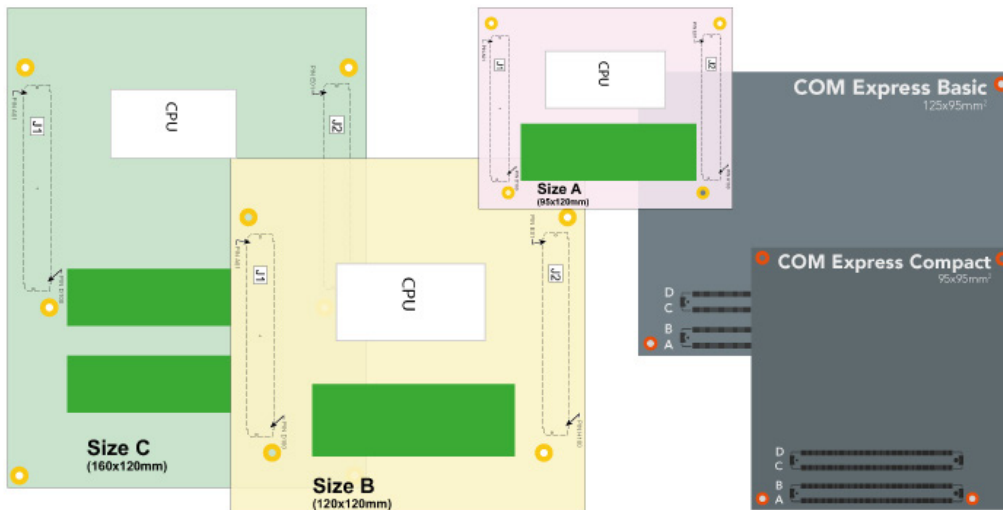 CPU
J1
J2
Size C
(160x120mm)
CPU
J1
J2
Size B
(120x120mm)
CPU
J1
J2
Size A
(95x120mm)
COM Express Basic
125x95mm²
D
C
B
A
COM Express Compact
95x95mm²
D
C
B
A